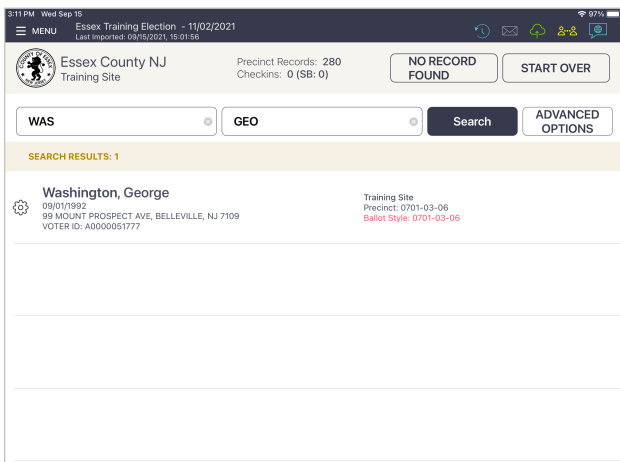 3:11 PM Wed Sep 15 97%
MENU Essex Training Election - 11/02/2021
Last Imported: 09/15/2021, 15:01:56
Essex County NJ
Training Site
Precinct Records: 280
Checkins: 0 (SB: 0)
NO RECORD
FOUND
START OVER
WAS
GEO
Search
ADVANCED
OPTIONS
SEARCH RESULTS: 1
Washington, George
09/01/1992
99 MOUNT PROSPECT AVE, BELLEVILLE, NJ 7109
VOTER ID: A0000051777
Training Site
Precinct: 0701-03-06
Ballot Style: 0701-03-06